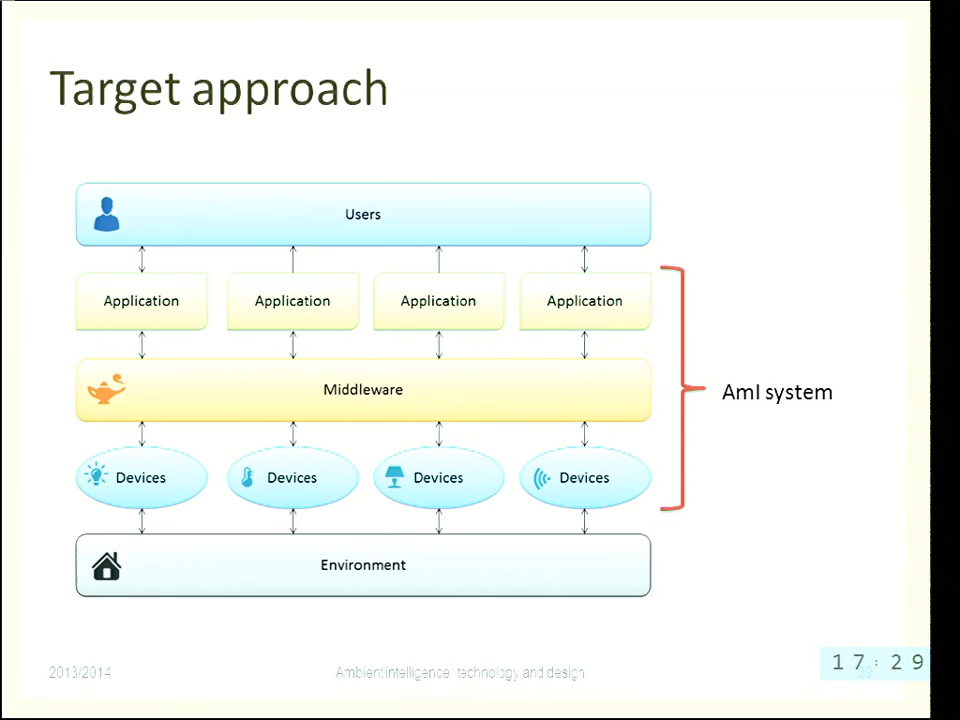 Target approach
Users
Application Application Application Application
Middleware
AmI system
Devices Devices Devices Devices
Environment
2013/2014 Ambient intelligence: technology and design 39
17:29